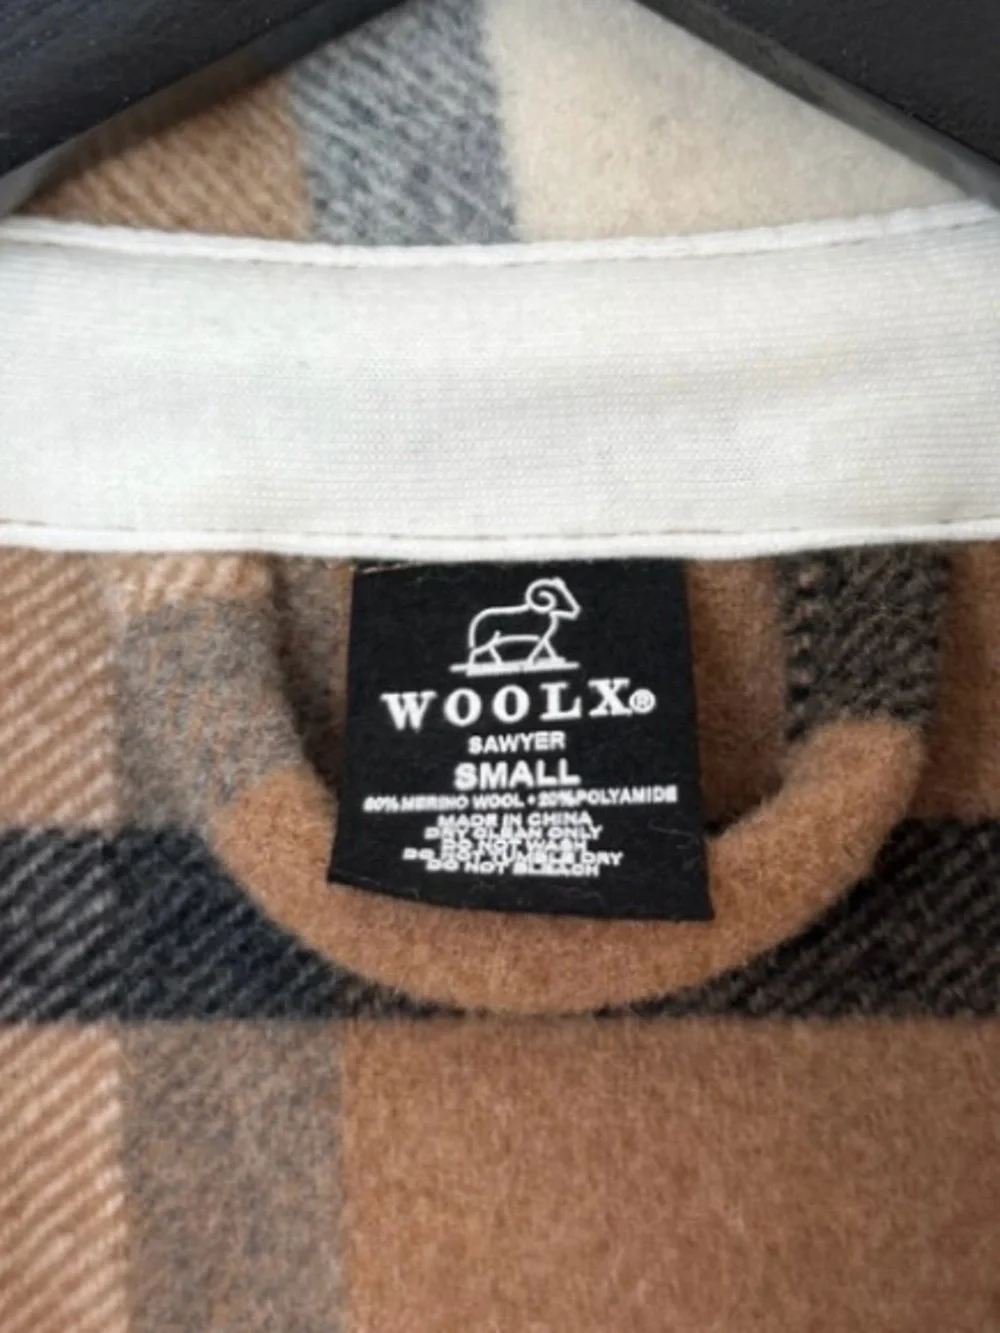 WOOLX®
SAWYER
SMALL
80% MERINO WOOL • 20% POLYAMIDE
MADE IN CHINA
DRY CLEAN ONLY
DO NOT WASH
DO NOT TUMBLE DRY
DO NOT BLEACH